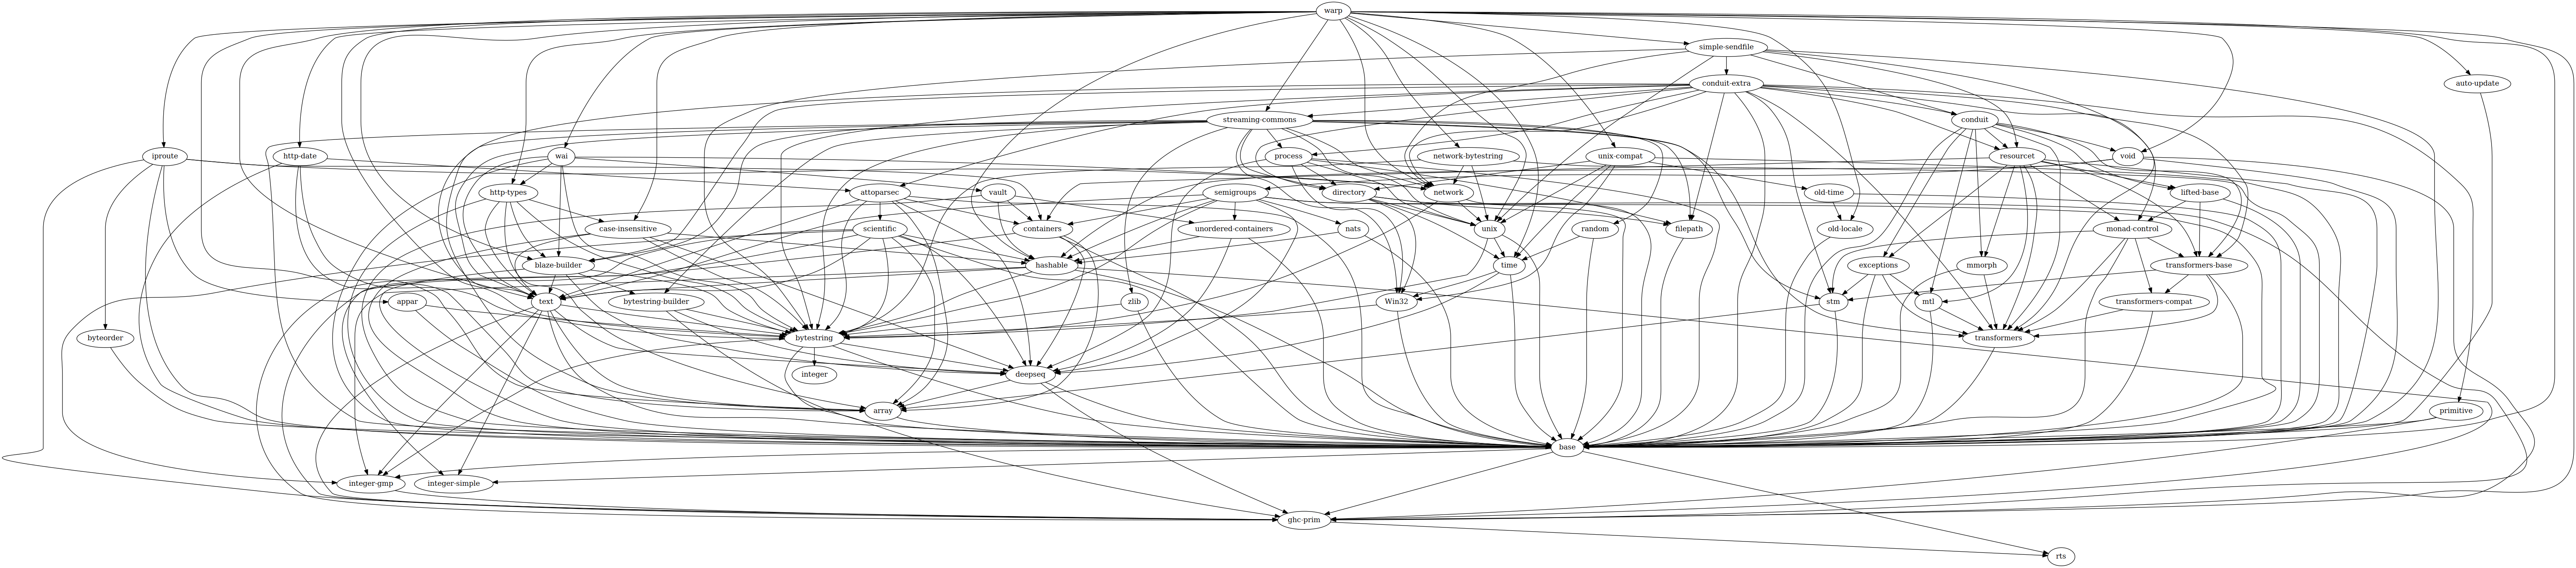 warp
simple-sendfile
conduit-extra
auto-update
streaming-commons
conduit
iproute
http-date
wai
process
network-bytestring
unix-compat
resourcet
void
http-types
attoparsec
vault
semigroups
directory
network
old-time
lifted-base
case-insensitive
scientific
containers
unordered-containers
nats
unix
random
filepath
old-locale
monad-control
blaze-builder
hashable
time
exceptions
mmorph
transformers-base
appar
text
bytestring-builder
zlib
Win32
stm
mtl
transformers-compat
byteorder
bytestring
transformers
integer
deepseq
array
primitive
base
integer-gmp
integer-simple
ghc-prim
rts